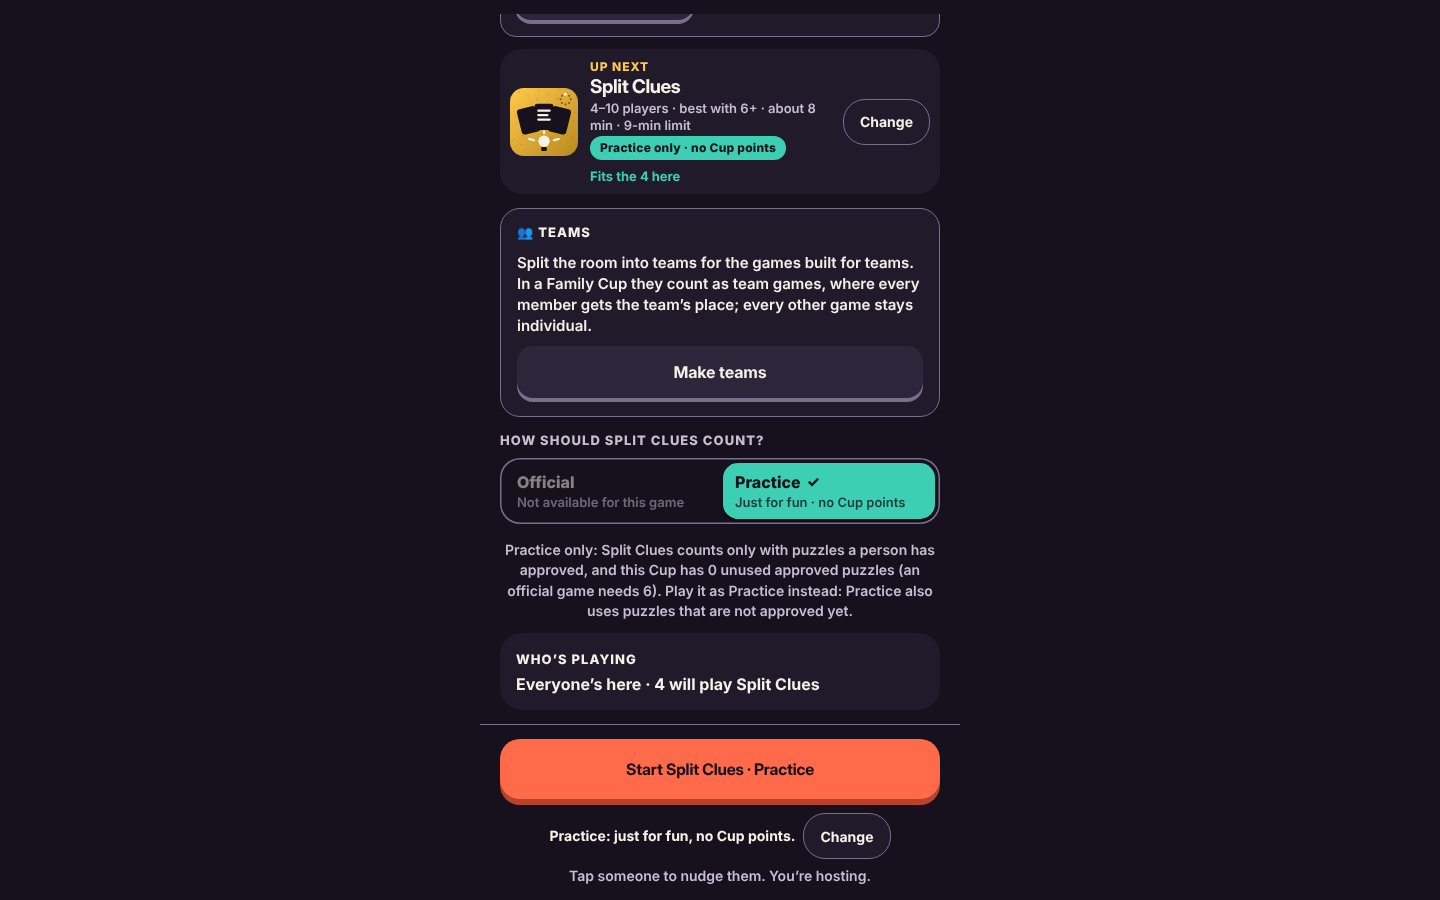 UP NEXT
Split Clues
4–10 players · best with 6+ · about 8
min · 9-min limit
Practice only · no Cup points
Fits the 4 here
Change
👥 TEAMS
Split the room into teams for the games built for teams.
In a Family Cup they count as team games, where every
member gets the team’s place; every other game stays
individual.
Make teams
HOW SHOULD SPLIT CLUES COUNT?
Official
Not available for this game
Practice ✓
Just for fun · no Cup points
Practice only: Split Clues counts only with puzzles a person has
approved, and this Cup has 0 unused approved puzzles (an
official game needs 6). Play it as Practice instead: Practice also
uses puzzles that are not approved yet.
WHO’S PLAYING
Everyone’s here · 4 will play Split Clues
Start Split Clues · Practice
Practice: just for fun, no Cup points.
Change
Tap someone to nudge them. You’re hosting.